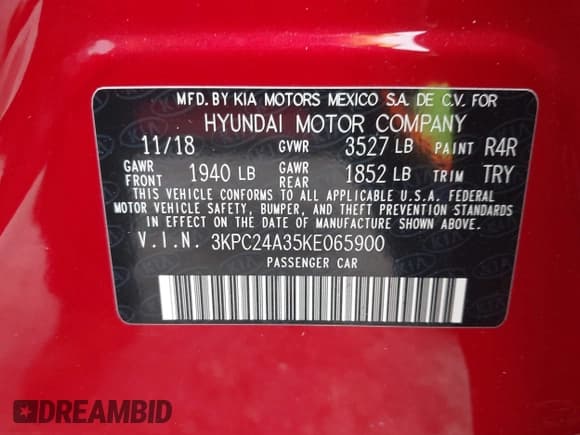 MFD. BY KIA MOTORS MEXICO S.A. DE C.V. FOR
HYUNDAI MOTOR COMPANY
11/18 GVWR 3527 LB PAINT R4R
GAWR FRONT 1940 LB GAWR REAR 1852 LB TRIM TRY
THIS VEHICLE CONFORMS TO ALL APPLICABLE U.S.A. FEDERAL
MOTOR VEHICLE SAFETY, BUMPER, AND THEFT PREVENTION STANDARDS
IN EFFECT ON THE DATE OF MANUFACTURE SHOWN ABOVE.
V.I.N. 3KPC24A35KE065900
PASSENGER CAR
DREAMBID